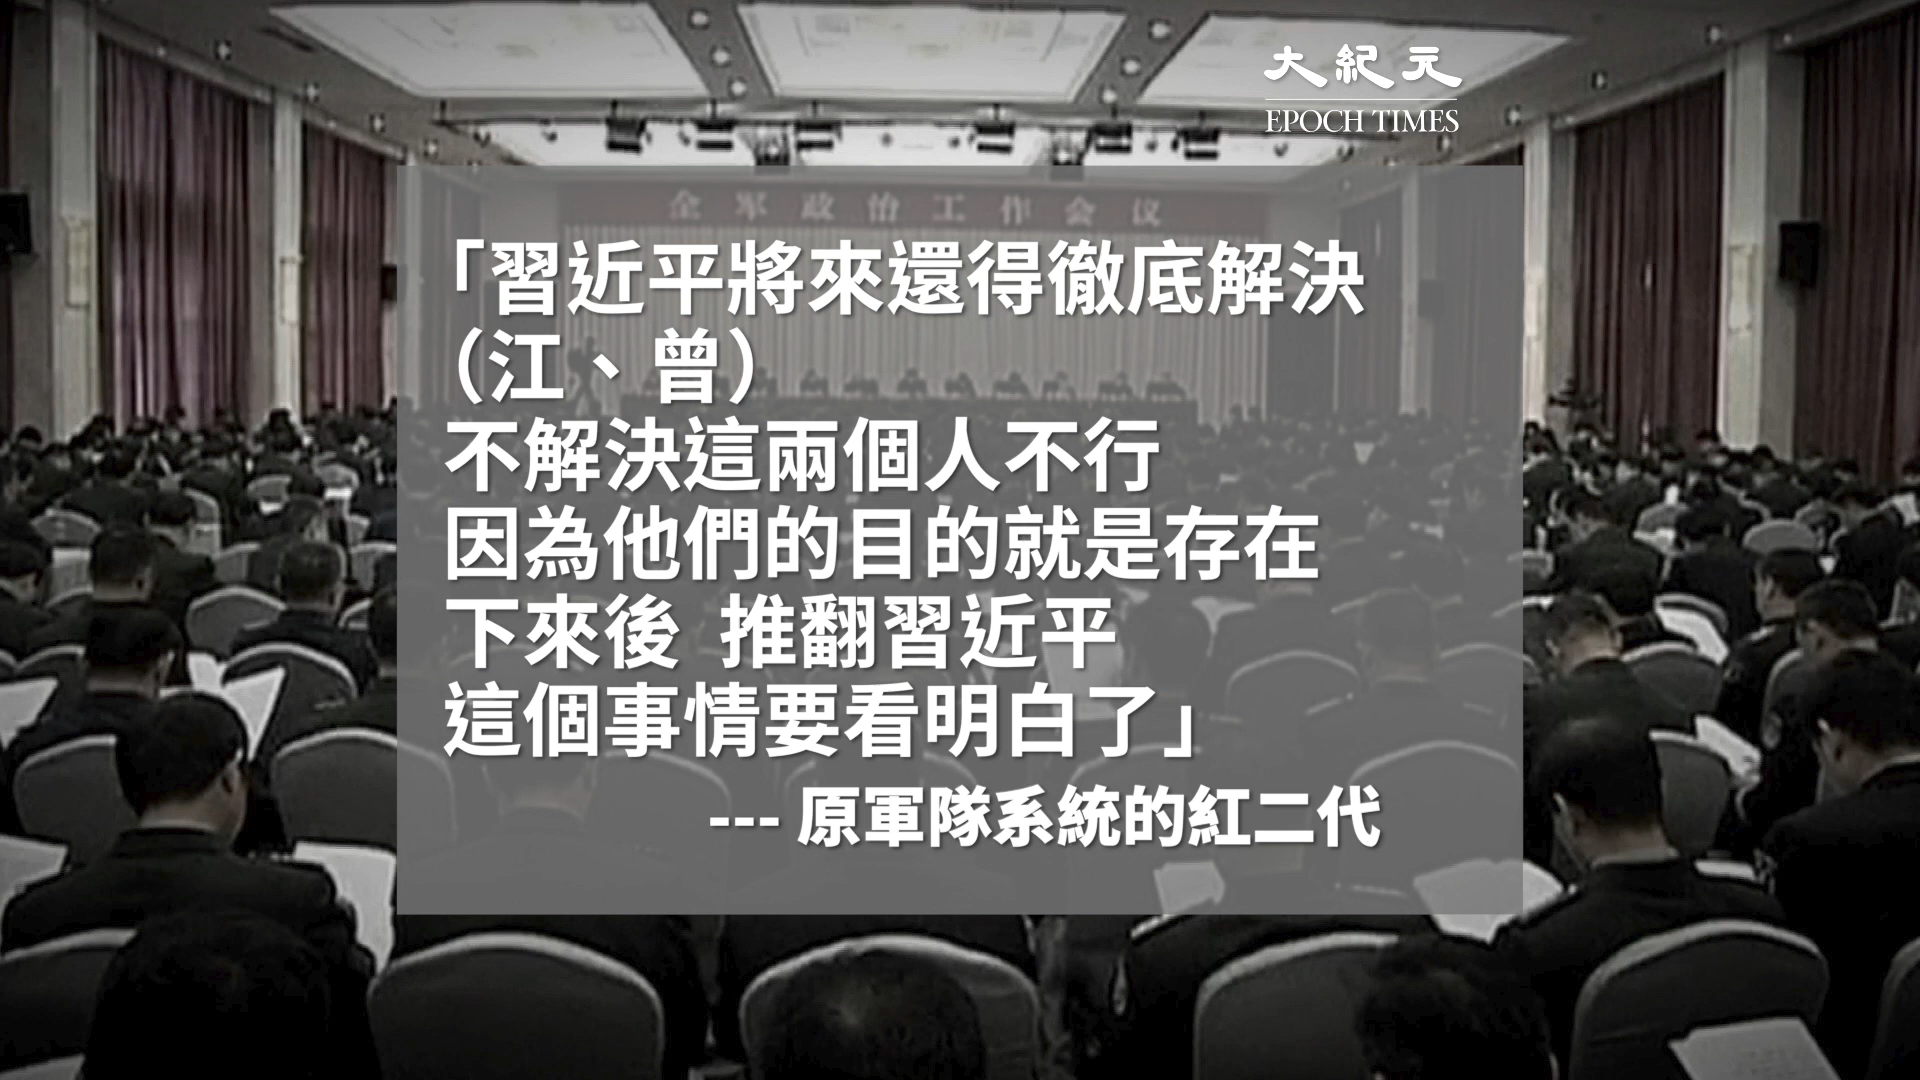 大紀元
EPOCH TIMES
全军政治工作会议
「習近平將來還得徹底解決
（江、曾）
不解決這兩個人不行
因為他們的目的就是存在
下來後 推翻習近平
這個事情要看明白了」
--- 原軍隊系統的紅二代